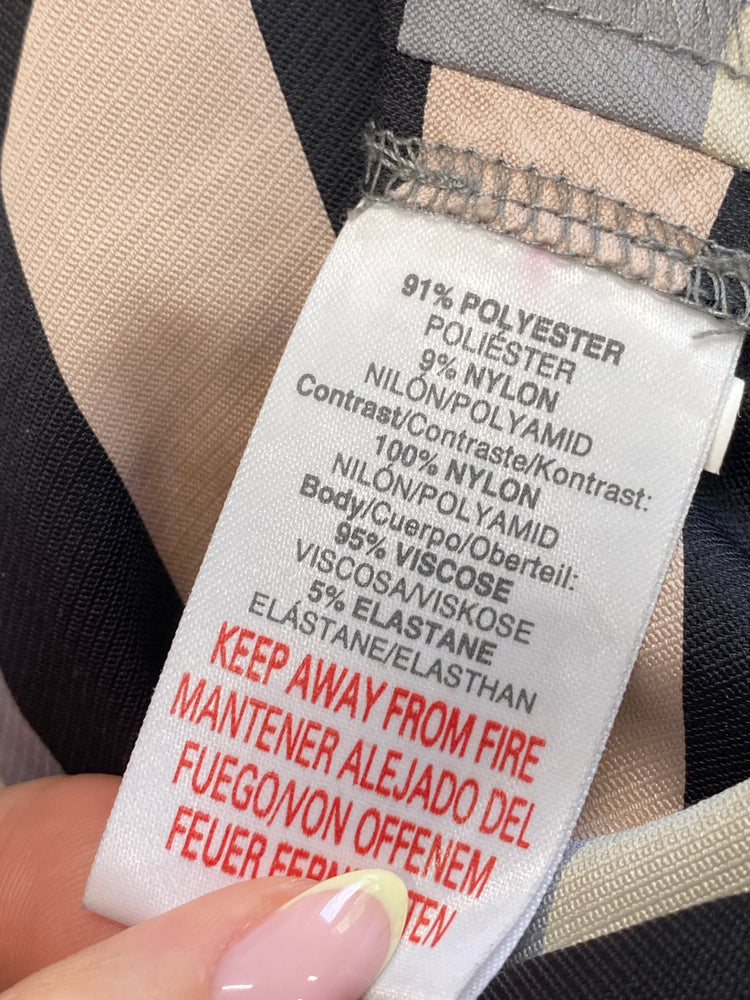 91% POLYESTER
POLIÉSTER
9% NYLON
NILÓN/POLYAMID
Contrast/Contraste/Kontrast:
100% NYLON
NILÓN/POLYAMID
Body/Cuerpo/Oberteil:
95% VISCOSE
VISCOSA/VISKOSE
5% ELASTANE
ELÁSTANE/ELASTHAN
KEEP AWAY FROM FIRE
MANTENER ALEJADO DEL
FUEGO/VON OFFENEM
FEUER